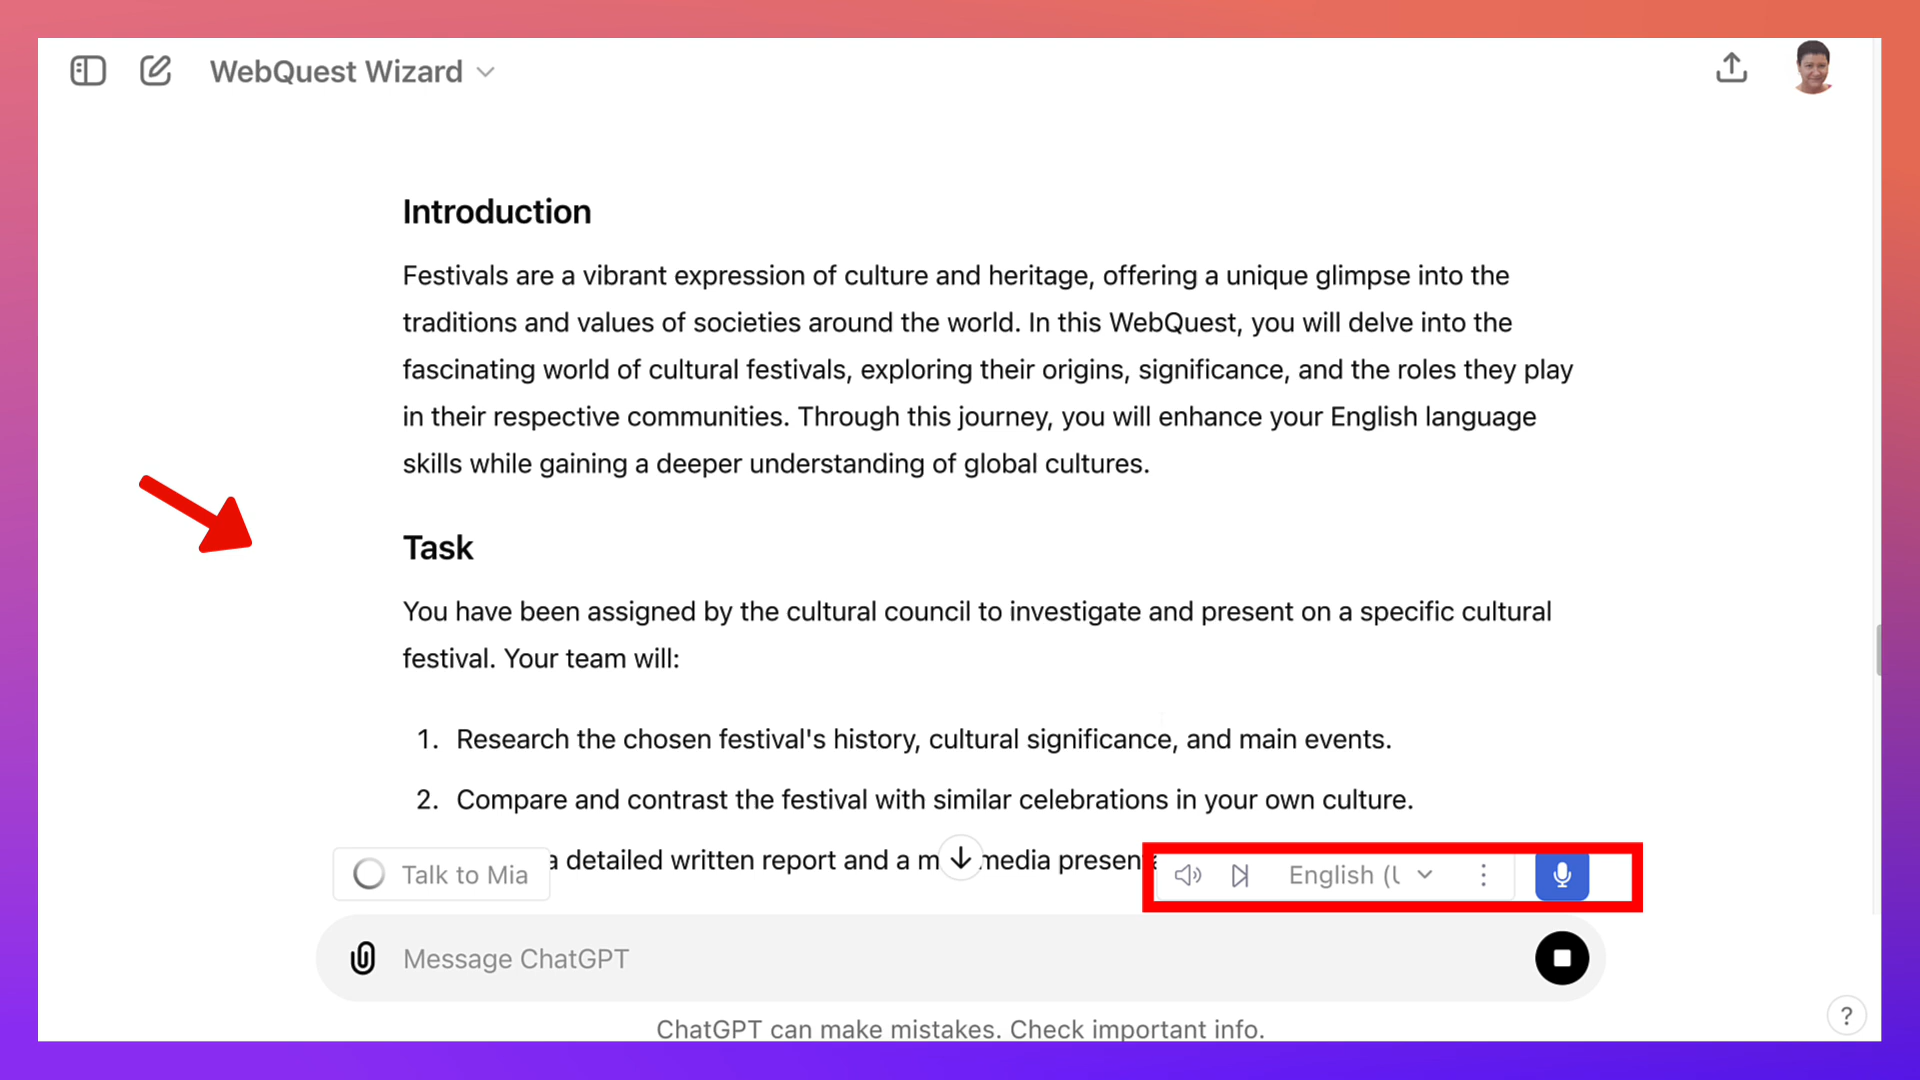 WebQuest Wizard
Introduction
Festivals are a vibrant expression of culture and heritage, offering a unique glimpse into the
traditions and values of societies around the world. In this WebQuest, you will delve into the
fascinating world of cultural festivals, exploring their origins, significance, and the roles they play
in their respective communities. Through this journey, you will enhance your English language
skills while gaining a deeper understanding of global cultures.
Task
You have been assigned by the cultural council to investigate and present on a specific cultural
festival. Your team will:
1. Research the chosen festival's history, cultural significance, and main events.
2. Compare and contrast the festival with similar celebrations in your own culture.
a detailed written report and a
Talk to Mia
English (
Message ChatGPT
ChatGPT can make mistakes. Check important info.
?